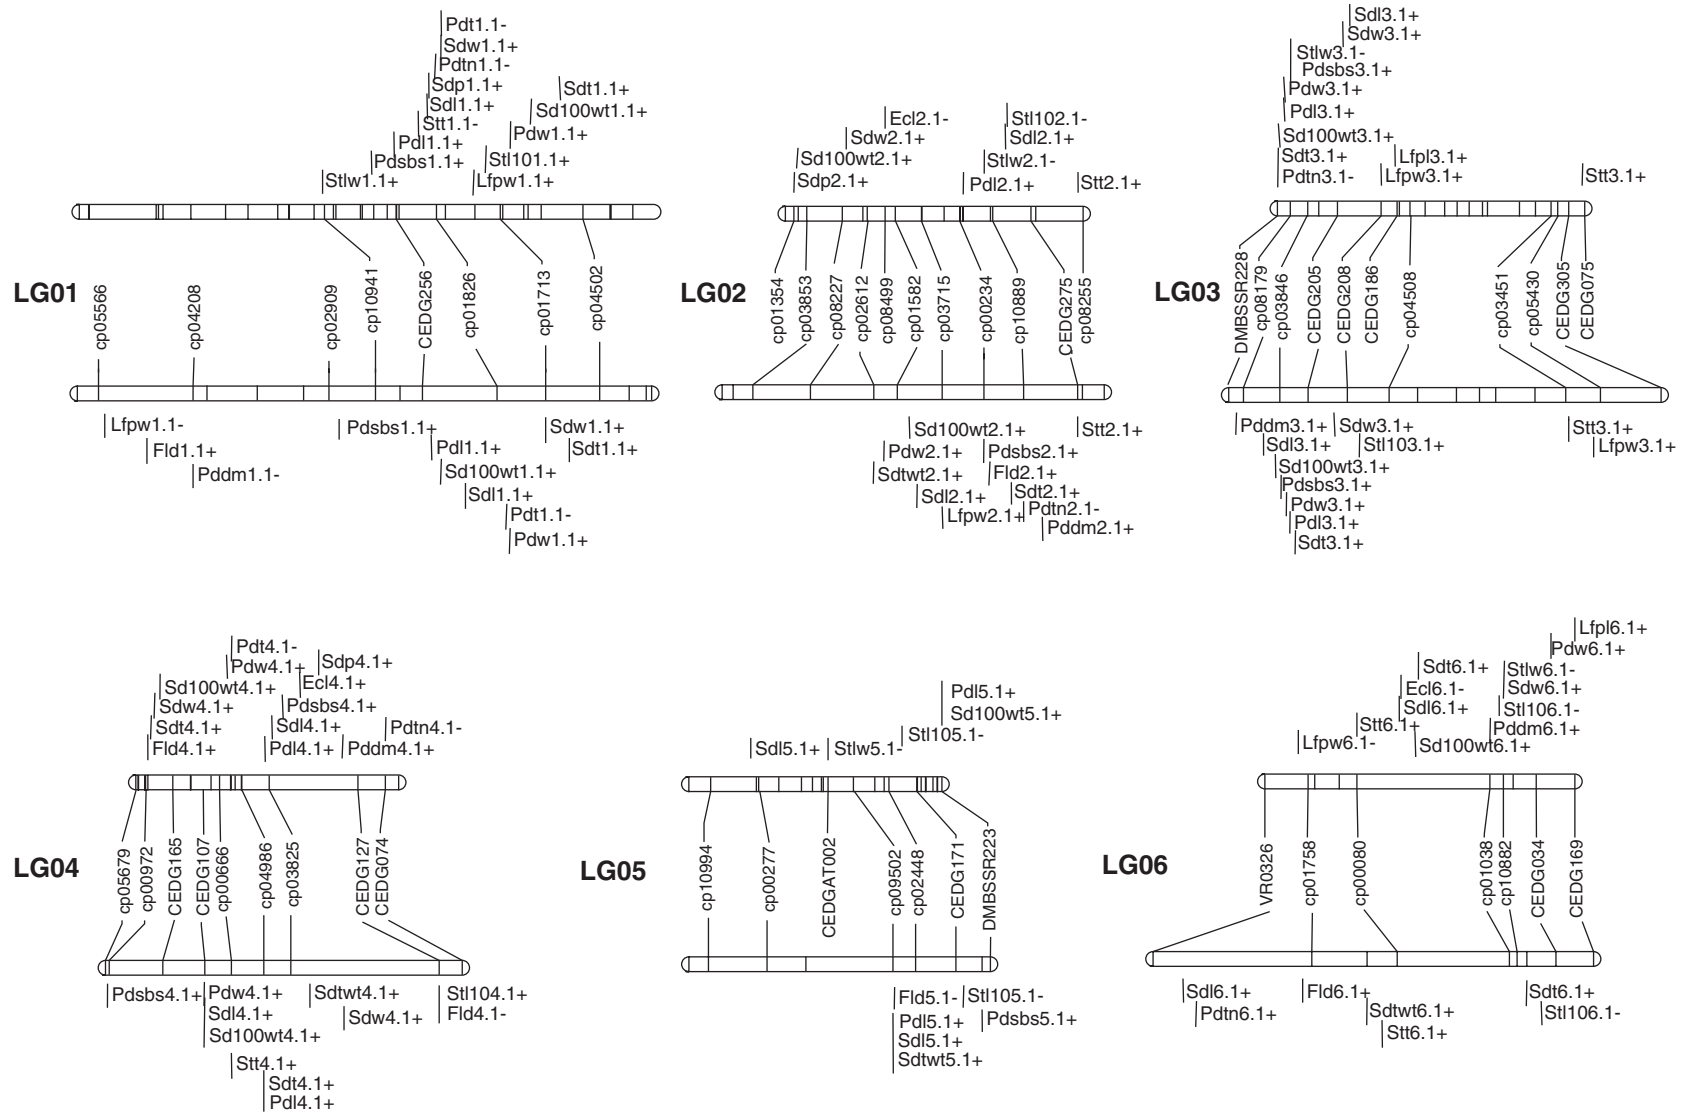 Pdt1.1-
Sdw1.1+
Pdtn1.1-
Sdp1.1+
Sdl1.1+
Stt1.1-
Pdl1.1+
Pdsbs1.1+
Stlw1.1+
Sdt1.1+
Sd100wt1.1+
Pdw1.1+
Stl101.1+
Lfpw1.1+
LG01
cp05566
cp04208
cp02909
cp10941
CEDG256
cp01826
cp01713
cp04502
Lfpw1.1-
Fld1.1+
Pddm1.1-
Pdsbs1.1+
Pdl1.1+
Sd100wt1.1+
Sdl1.1+
Pdt1.1-
Pdw1.1+
Sdw1.1+
Sdt1.1+
Ecl2.1-
Sdw2.1+
Sd100wt2.1+
Sdp2.1+
Stl102.1-
Sdl2.1+
Stlw2.1-
Pdl2.1+
Stt2.1+
LG02
cp01354
cp03853
cp08227
cp02612
cp08499
cp01582
cp03715
cp00234
cp10889
CEDG275
cp08255
Sd100wt2.1+
Pdw2.1+
Sdtwt2.1+
Sdl2.1+
Lfpw2.1+
Pdsbs2.1+
Fld2.1+
Sdt2.1+
Pdtn2.1-
Pddm2.1+
Stt2.1+
Sdl3.1+
Sdw3.1+
Stlw3.1-
Pdsbs3.1+
Pdw3.1+
Pdl3.1+
Sd100wt3.1+
Sdt3.1+
Pdtn3.1-
Lfpl3.1+
Lfpw3.1+
Stt3.1+
LG03
DMBSSR228
cp08179
cp03846
CEDG205
CEDG208
CEDG186
cp04508
cp03451
cp05430
CEDG305
CEDG075
Pddm3.1+
Sdl3.1+
Sd100wt3.1+
Pdsbs3.1+
Pdw3.1+
Pdl3.1+
Sdt3.1+
Sdw3.1+
Stl103.1+
Stt3.1+
Lfpw3.1+
Pdt4.1-
Pdw4.1+
Sd100wt4.1+
Sdw4.1+
Sdt4.1+
Fld4.1+
Sdp4.1+
Ecl4.1+
Pdsbs4.1+
Sdl4.1+
Pdl4.1+
Pdtn4.1-
Pddm4.1+
LG04
cp05679
cp00972
CEDG165
CEDG107
cp00666
cp04986
cp03825
CEDG127
CEDG074
Pdsbs4.1+
Pdw4.1+
Sdl4.1+
Sd100wt4.1+
Stt4.1+
Sdt4.1+
Pdl4.1+
Sdtwt4.1+
Sdw4.1+
Stl104.1+
Fld4.1-
Pdl5.1+
Sd100wt5.1+
Stl105.1-
Sdl5.1+
Stlw5.1-
LG05
cp10994
cp00277
CEDGAT002
cp09502
cp02448
CEDG171
DMBSSR223
Fld5.1-
Pdl5.1+
Sdl5.1+
Sdtwt5.1+
Stl105.1-
Pdsbs5.1+
Lfpl6.1+
Pdw6.1+
Sdt6.1+
Ecl6.1-
Sdl6.1+
Stt6.1+
Lfpw6.1-
Sd100wt6.1+
Stlw6.1-
Sdw6.1+
Stl106.1-
Pddm6.1+
LG06
VR0326
cp01758
cp00080
cp01038
cp10882
CEDG034
CEDG169
Sdl6.1+
Pdtn6.1+
Fld6.1+
Sdtwt6.1+
Stt6.1+
Sdt6.1+
Stl106.1-